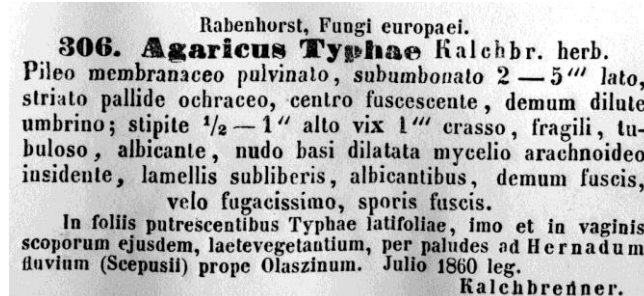 Rabenhorst, Fungi europaei.
306. Agaricus Typhae Kalchbr. herb.
Pileo membranaceo pulvinato, subumbonato 2 — 5''' lato,
striato pallide ochraceo, centro fuscescente, demum dilute
umbrino; stipite 1/2 — 1'' alto vix 1''' crasso, fragili, tu-
buloso, albicante, nudo basi dilatata mycelio arachnoideo
insidente, lamellis subliberis, albicantibus, demum fuscis,
velo fugacissimo, sporis fuscis.
In foliis putrescentibus Typhae latifoliae, imo et in vaginis
scoporum ejusdem, laetevegetantium, per paludes ad Hernadum
fluvium (Scepusii) prope Olaszinum. Julio 1860 leg.
Kalchbrenner.